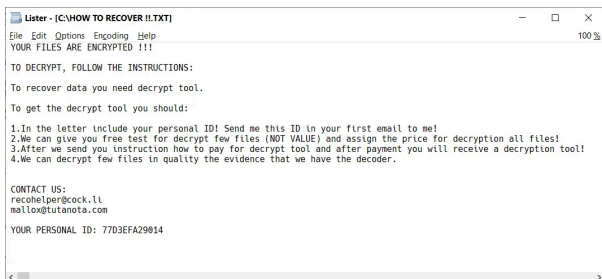 Lister - [C:\HOW TO RECOVER !!.TXT]
File Edit Options Encoding Help 100 %
YOUR FILES ARE ENCRYPTED !!!
TO DECRYPT, FOLLOW THE INSTRUCTIONS:
To recover data you need decrypt tool.
To get the decrypt tool you should:
1.In the letter include your personal ID! Send me this ID in your first email to me!
2.We can give you free test for decrypt few files (NOT VALUE) and assign the price for decryption all files!
3.After we send you instruction how to pay for decrypt tool and after payment you will receive a decryption tool!
4.We can decrypt few files in quality the evidence that we have the decoder.
CONTACT US:
recohelper@cock.li
mallox@tutanota.com
YOUR PERSONAL ID: 77D3EFA29014